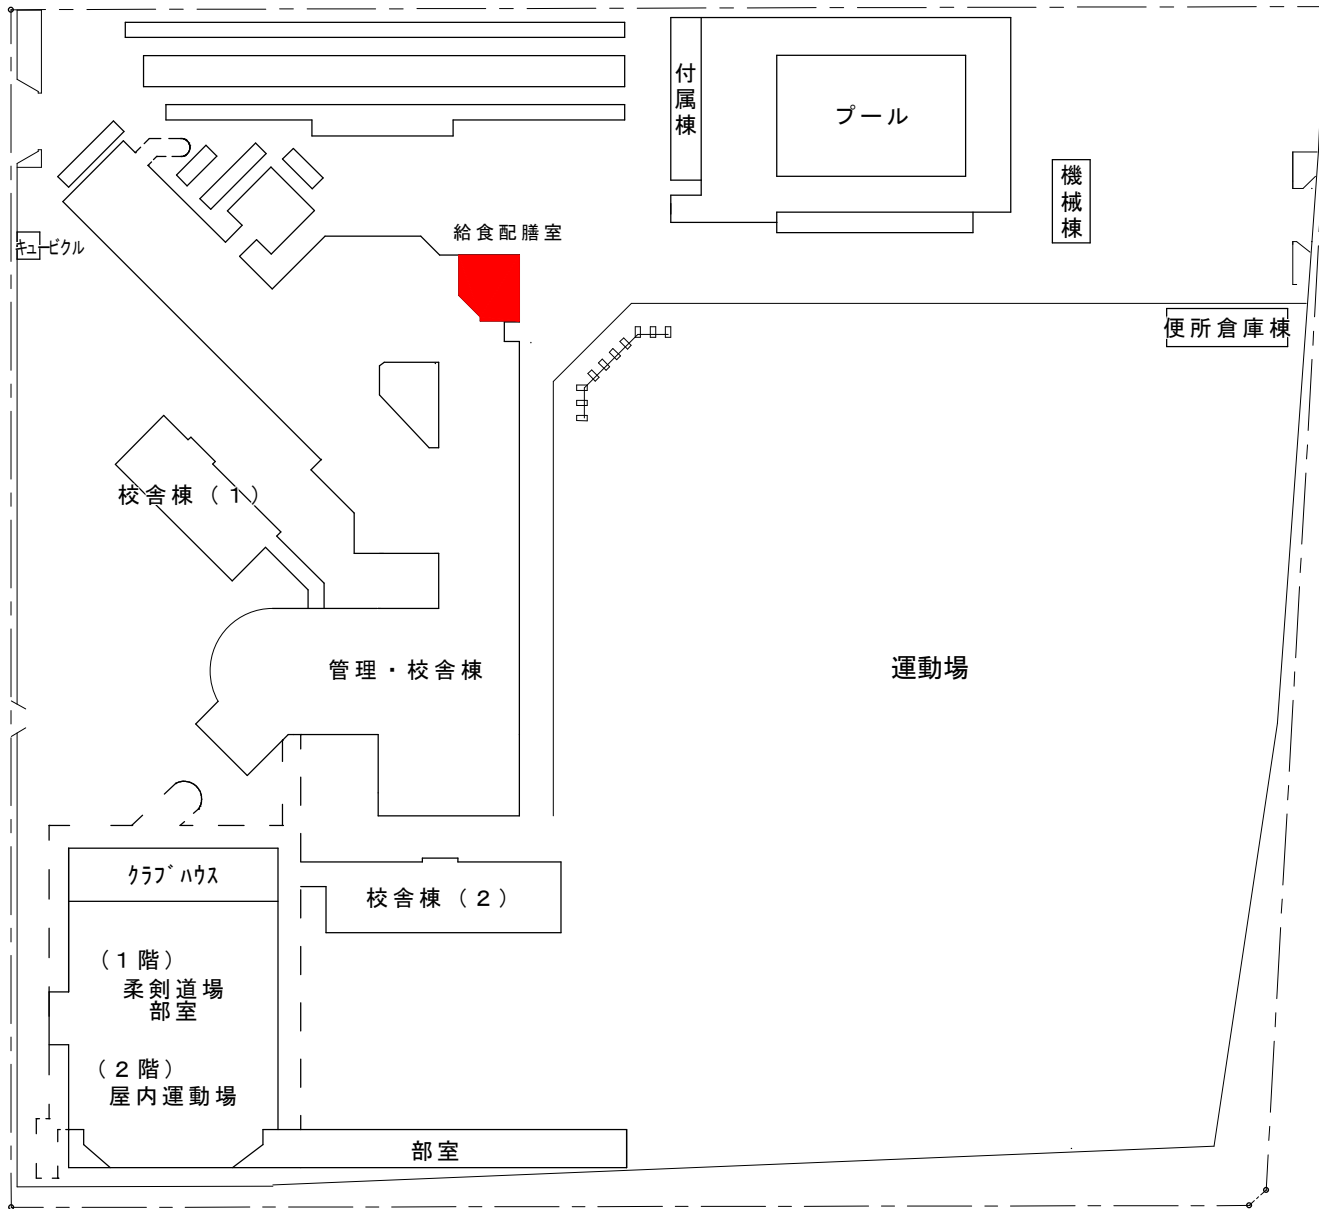 付属棟
プール
機械棟
給食配膳室
キュービクル
便所倉庫棟
校舎棟（１）
管理・校舎棟
運動場
ｸﾗﾌﾞﾊｳｽ
校舎棟（２）
（１階）
柔剣道場
部室
（２階）
屋内運動場
部室